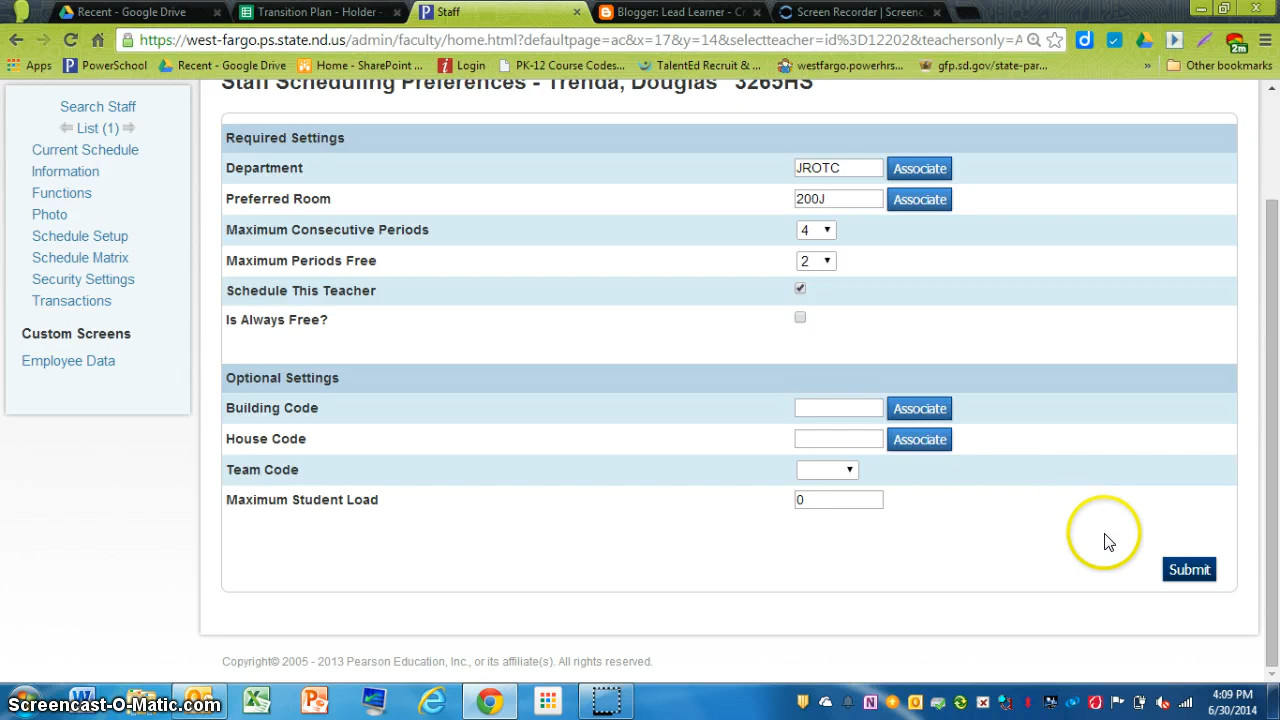 Recent - Google Drive
Transition Plan - Holder -
Staff
Blogger: Lead Learner - Cr
Screen Recorder | Screenc
https://west-fargo.ps.state.nd.us/admin/faculty/home.html?defaultpage=ac&x=17&y=14&selectteacher=id%3D12202&teachersonly=A
2m
Apps
PowerSchool
Recent - Google Drive
Home - SharePoint ...
Login
PK-12 Course Codes...
TalentEd Recruit & ...
westfargo.powerhrs...
gfp.sd.gov/state-par...
»
Other bookmarks
Staff Scheduling Preferences - Trenda, Douglas 3265HS
Search Staff
List (1)
Current Schedule
Information
Functions
Photo
Schedule Setup
Schedule Matrix
Security Settings
Transactions
Custom Screens
Employee Data
Required Settings
Department JROTC Associate
Preferred Room 200J Associate
Maximum Consecutive Periods 4
Maximum Periods Free 2
Schedule This Teacher
Is Always Free?
Optional Settings
Building Code Associate
House Code Associate
Team Code
Maximum Student Load 0
Submit
Copyright© 2005 - 2013 Pearson Education, Inc., or its affiliate(s). All rights reserved.
Screencast-O-Matic.com
4:09 PM
6/30/2014